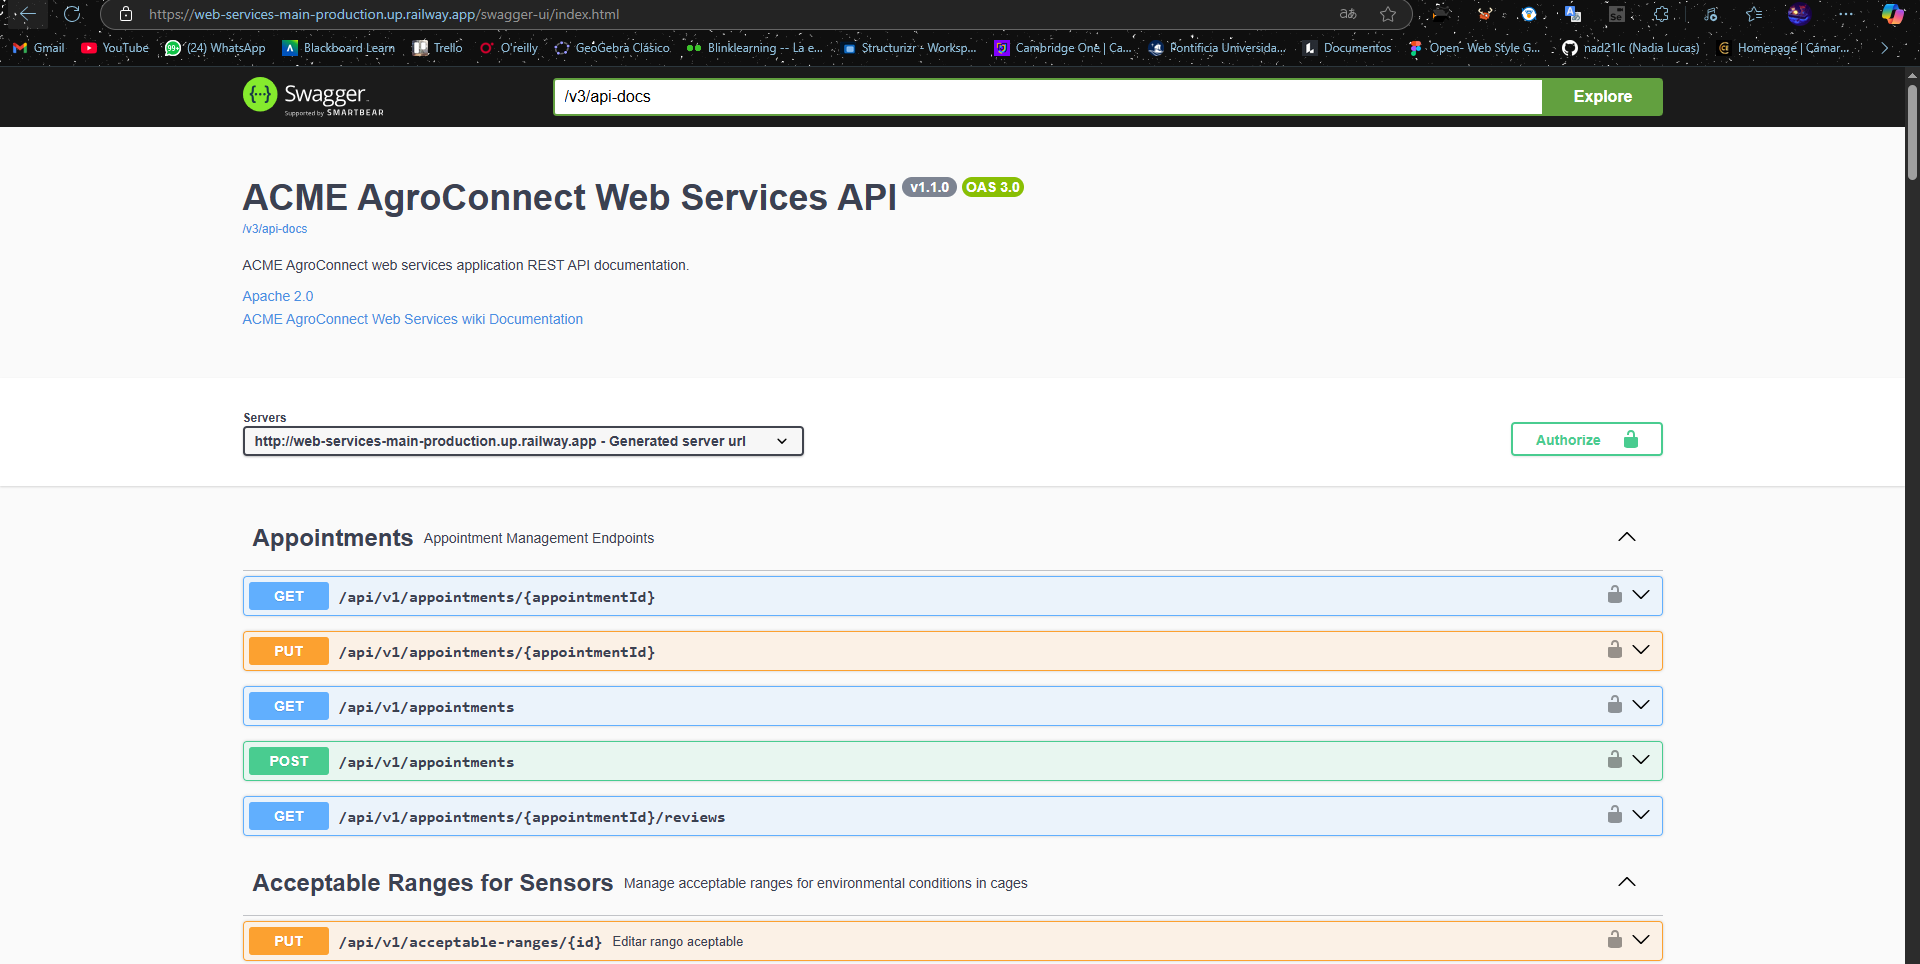 https://web-services-main-production.up.railway.app/swagger-ui/index.html
Gmail YouTube (24) WhatsApp Blackboard Learn Trello O'reilly GeoGebra Clásico Blinklearning -- La e... Structurizr - Worksp... Cambridge One | Ca... Pontificia Universida... Documentos Open- Web Style G... nad21lc (Nadia Lucas) Homepage | Cámar...
Swagger
Supported by SMARTBEAR
/v3/api-docs
Explore
ACME AgroConnect Web Services API v1.1.0 OAS 3.0
/v3/api-docs
ACME AgroConnect web services application REST API documentation.
Apache 2.0
ACME AgroConnect Web Services wiki Documentation
Servers
http://web-services-main-production.up.railway.app - Generated server url
Authorize
Appointments Appointment Management Endpoints
GET /api/v1/appointments/{appointmentId}
PUT /api/v1/appointments/{appointmentId}
GET /api/v1/appointments
POST /api/v1/appointments
GET /api/v1/appointments/{appointmentId}/reviews
Acceptable Ranges for Sensors Manage acceptable ranges for environmental conditions in cages
PUT /api/v1/acceptable-ranges/{id} Editar rango aceptable